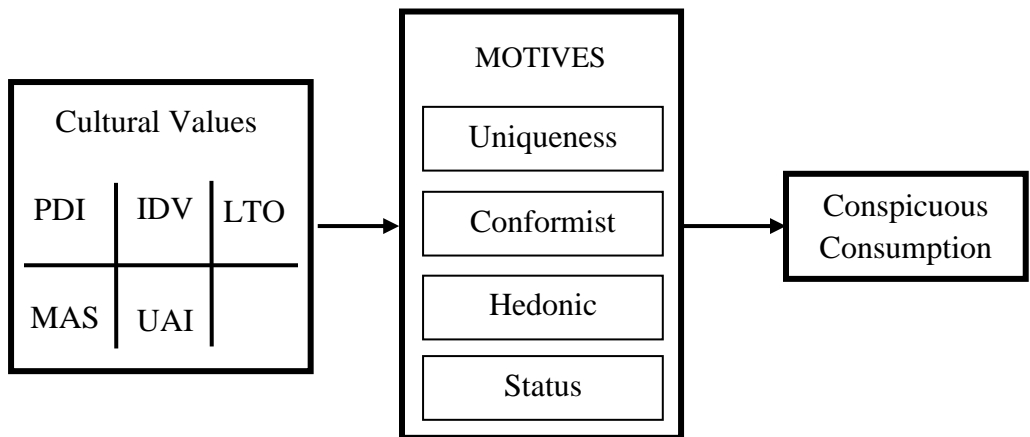 Cultural Values
PDI IDV LTO
MAS UAI
MOTIVES
Uniqueness
Conformist
Hedonic
Status
Conspicuous
Consumption